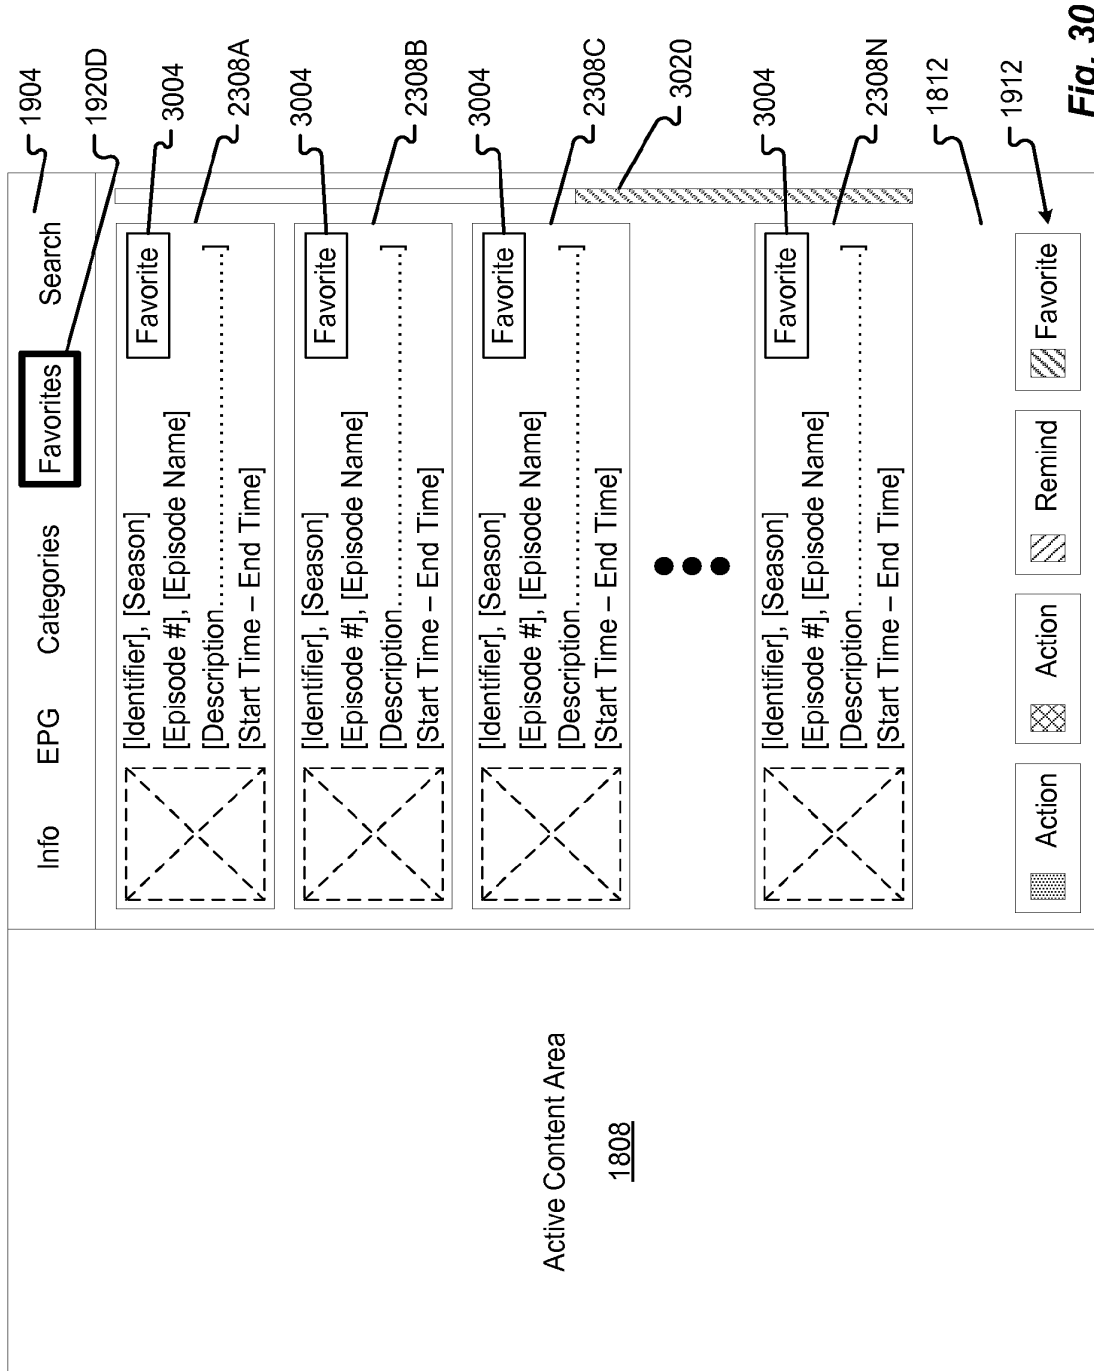 Info EPG Categories Favorites Search
1904
1920D
[Identifier], [Season]
[Episode #], [Episode Name]
[Description..........................................]
[Start Time – End Time]
Favorite
3004
2308A
[Identifier], [Season]
[Episode #], [Episode Name]
[Description..........................................]
[Start Time – End Time]
Favorite
3004
2308B
[Identifier], [Season]
[Episode #], [Episode Name]
[Description..........................................]
[Start Time – End Time]
Favorite
3004
2308C
3020
[Identifier], [Season]
[Episode #], [Episode Name]
[Description..........................................]
[Start Time – End Time]
Favorite
3004
2308N
1812
Action Action Remind Favorite
1912
Active Content Area
1808
Fig. 30